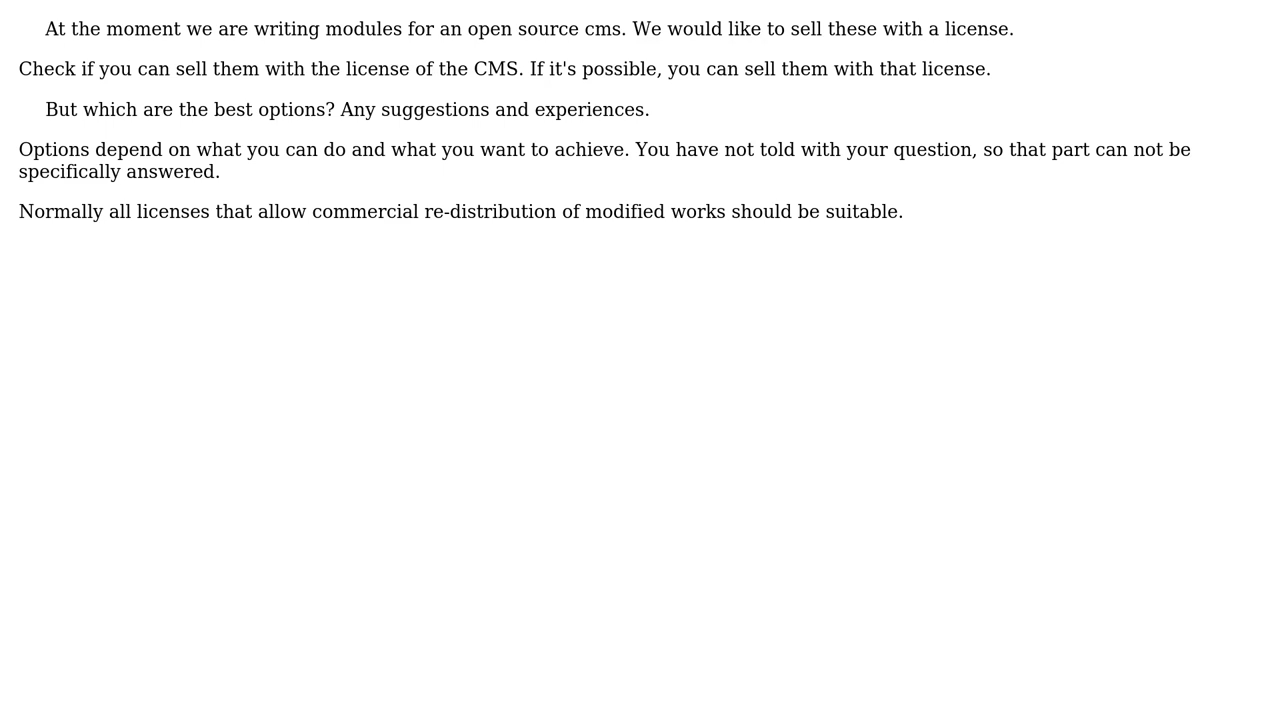 At the moment we are writing modules for an open source cms. We would like to sell these with a license.
Check if you can sell them with the license of the CMS. If it's possible, you can sell them with that license.
But which are the best options? Any suggestions and experiences.
Options depend on what you can do and what you want to achieve. You have not told with your question, so that part can not be
specifically answered.
Normally all licenses that allow commercial re-distribution of modified works should be suitable.